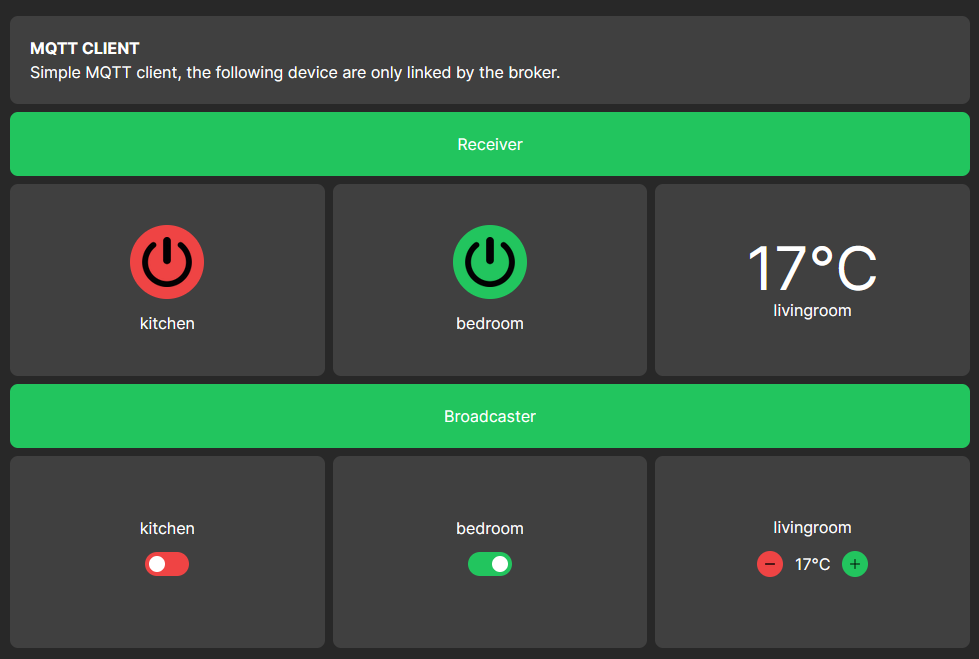 MQTT CLIENT
Simple MQTT client, the following device are only linked by the broker.
Receiver
kitchen
bedroom
17°C
livingroom
Broadcaster
kitchen
bedroom
livingroom
17°C